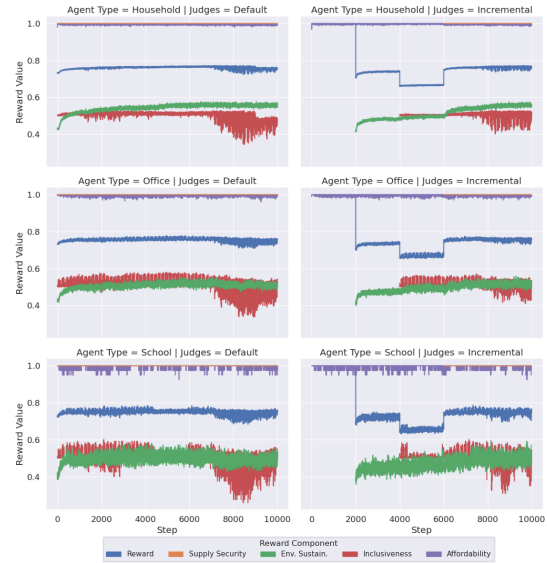 Agent Type = Household | Judges = Default
Agent Type = Household | Judges = Incremental
1.0
0.8
0.6
0.4
Reward Value
Agent Type = Office | Judges = Default
Agent Type = Office | Judges = Incremental
1.0
0.8
0.6
0.4
Reward Value
Agent Type = School | Judges = Default
Agent Type = School | Judges = Incremental
1.0
0.8
0.6
0.4
Reward Value
0 2000 4000 6000 8000 10000
0 2000 4000 6000 8000 10000
Step
Step
Reward Component
Reward Supply Security Env. Sustain. Inclusiveness Affordability